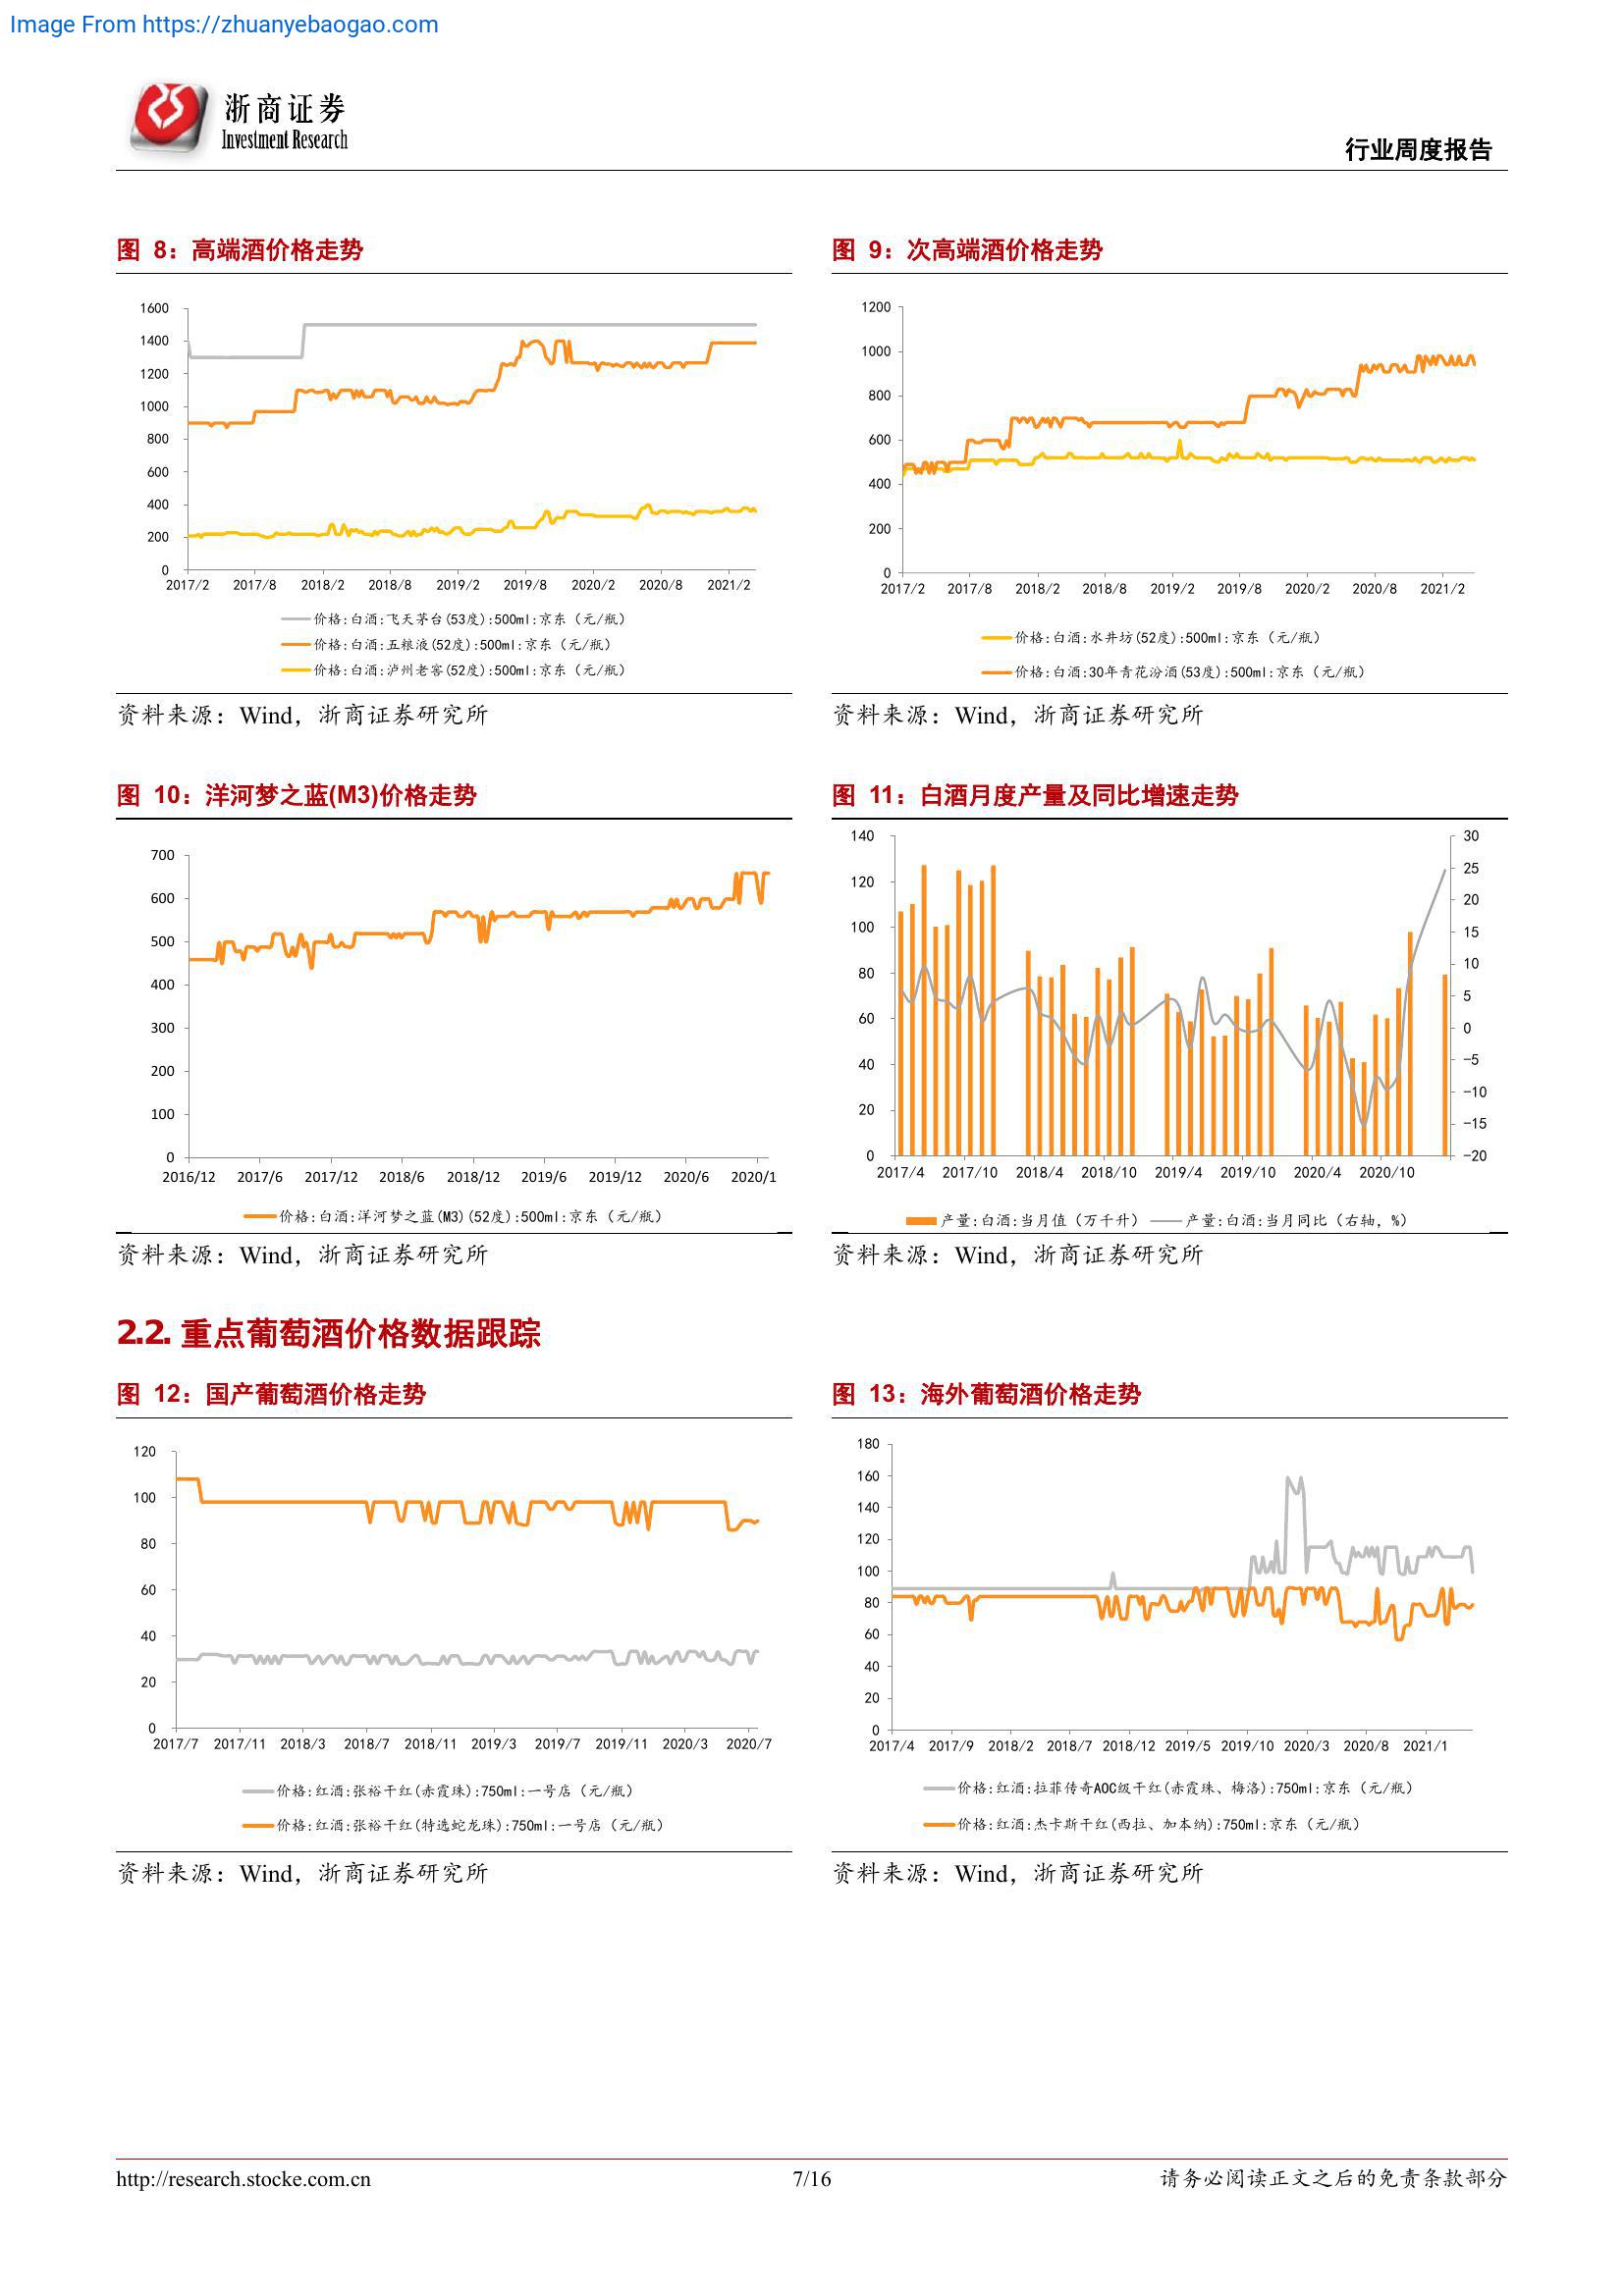 Image From https://zhuanyebaogao.com
浙商证券
Investment Research
行业周度报告
图 8：高端酒价格走势
1600
1400
1200
1000
800
600
400
200
0
2017/2 2017/8 2018/2 2018/8 2019/2 2019/8 2020/2 2020/8 2021/2
价格:白酒:飞天茅台(53度):500ml:京东（元/瓶）
价格:白酒:五粮液(52度):500ml:京东（元/瓶）
价格:白酒:泸州老窖(52度):500ml:京东（元/瓶）
资料来源：Wind，浙商证券研究所
图 9：次高端酒价格走势
1200
1000
800
600
400
200
0
2017/2 2017/8 2018/2 2018/8 2019/2 2019/8 2020/2 2020/8 2021/2
价格:白酒:水井坊(52度):500ml:京东（元/瓶）
价格:白酒:30年青花汾酒(53度):500ml:京东（元/瓶）
资料来源：Wind，浙商证券研究所
图 10：洋河梦之蓝(M3)价格走势
700
600
500
400
300
200
100
0
2016/12 2017/6 2017/12 2018/6 2018/12 2019/6 2019/12 2020/6 2020/1
价格:白酒:洋河梦之蓝(M3)(52度):500ml:京东（元/瓶）
资料来源：Wind，浙商证券研究所
图 11：白酒月度产量及同比增速走势
140
120
100
80
60
40
20
0
30
25
20
15
10
5
0
-5
-10
-15
-20
2017/4 2017/10 2018/4 2018/10 2019/4 2019/10 2020/4 2020/10
产量:白酒:当月值（万千升） 产量:白酒:当月同比（右轴，%）
资料来源：Wind，浙商证券研究所
2.2. 重点葡萄酒价格数据跟踪
图 12：国产葡萄酒价格走势
120
100
80
60
40
20
0
2017/7 2017/11 2018/3 2018/7 2018/11 2019/3 2019/7 2019/11 2020/3 2020/7
价格:红酒:张裕干红(赤霞珠):750ml:一号店（元/瓶）
价格:红酒:张裕干红(特选蛇龙珠):750ml:一号店（元/瓶）
资料来源：Wind，浙商证券研究所
图 13：海外葡萄酒价格走势
180
160
140
120
100
80
60
40
20
0
2017/4 2017/9 2018/2 2018/7 2018/12 2019/5 2019/10 2020/3 2020/8 2021/1
价格:红酒:拉菲传奇AOC级干红(赤霞珠、梅洛):750ml:京东（元/瓶）
价格:红酒:杰卡斯干红(西拉、加本纳):750ml:京东（元/瓶）
资料来源：Wind，浙商证券研究所
http://research.stocke.com.cn
7/16
请务必阅读正文之后的免责条款部分